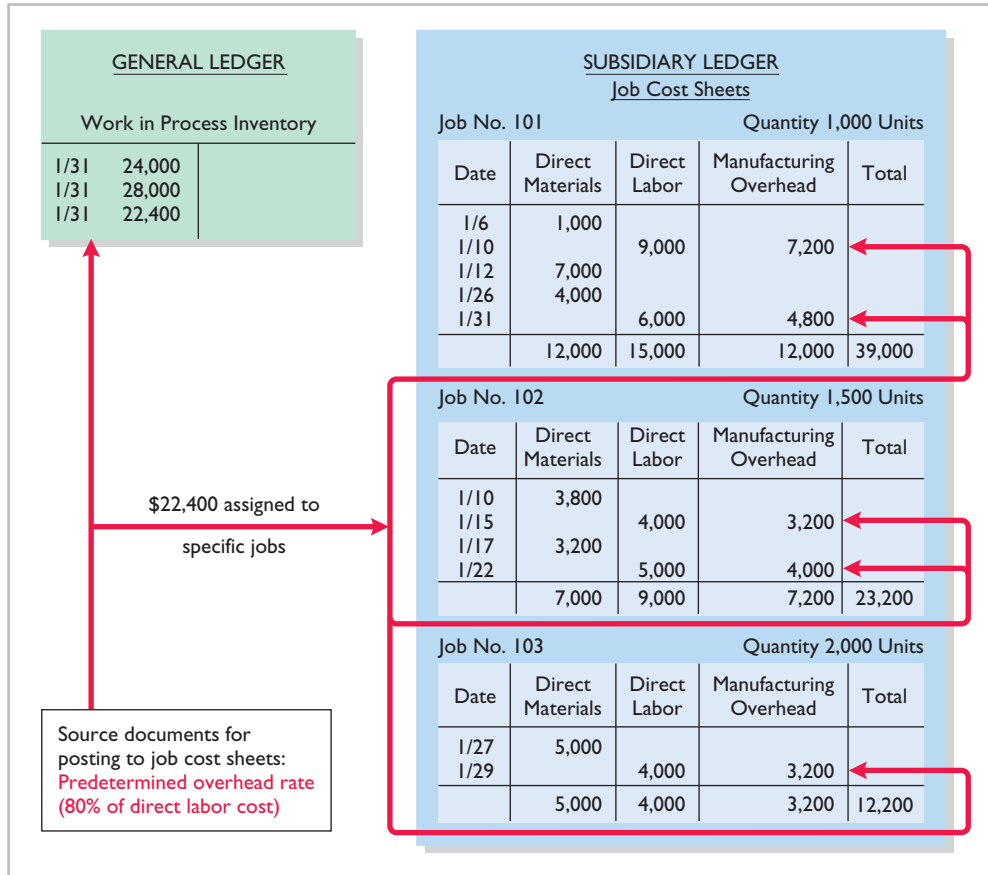 GENERAL LEDGER
Work in Process Inventory
1/31 24,000
1/31 28,000
1/31 22,400
$22,400 assigned to
specific jobs
Source documents for
posting to job cost sheets:
Predetermined overhead rate
(80% of direct labor cost)
SUBSIDIARY LEDGER
Job Cost Sheets
Job No. 101 Quantity 1,000 Units
Date Direct Materials Direct Labor Manufacturing Overhead Total
1/6 1,000
1/10 9,000 7,200
1/12 7,000
1/26 4,000
1/31 6,000 4,800
12,000 15,000 12,000 39,000
Job No. 102 Quantity 1,500 Units
Date Direct Materials Direct Labor Manufacturing Overhead Total
1/10 3,800
1/15 4,000 3,200
1/17 3,200
1/22 5,000 4,000
7,000 9,000 7,200 23,200
Job No. 103 Quantity 2,000 Units
Date Direct Materials Direct Labor Manufacturing Overhead Total
1/27 5,000
1/29 4,000 3,200
5,000 4,000 3,200 12,200